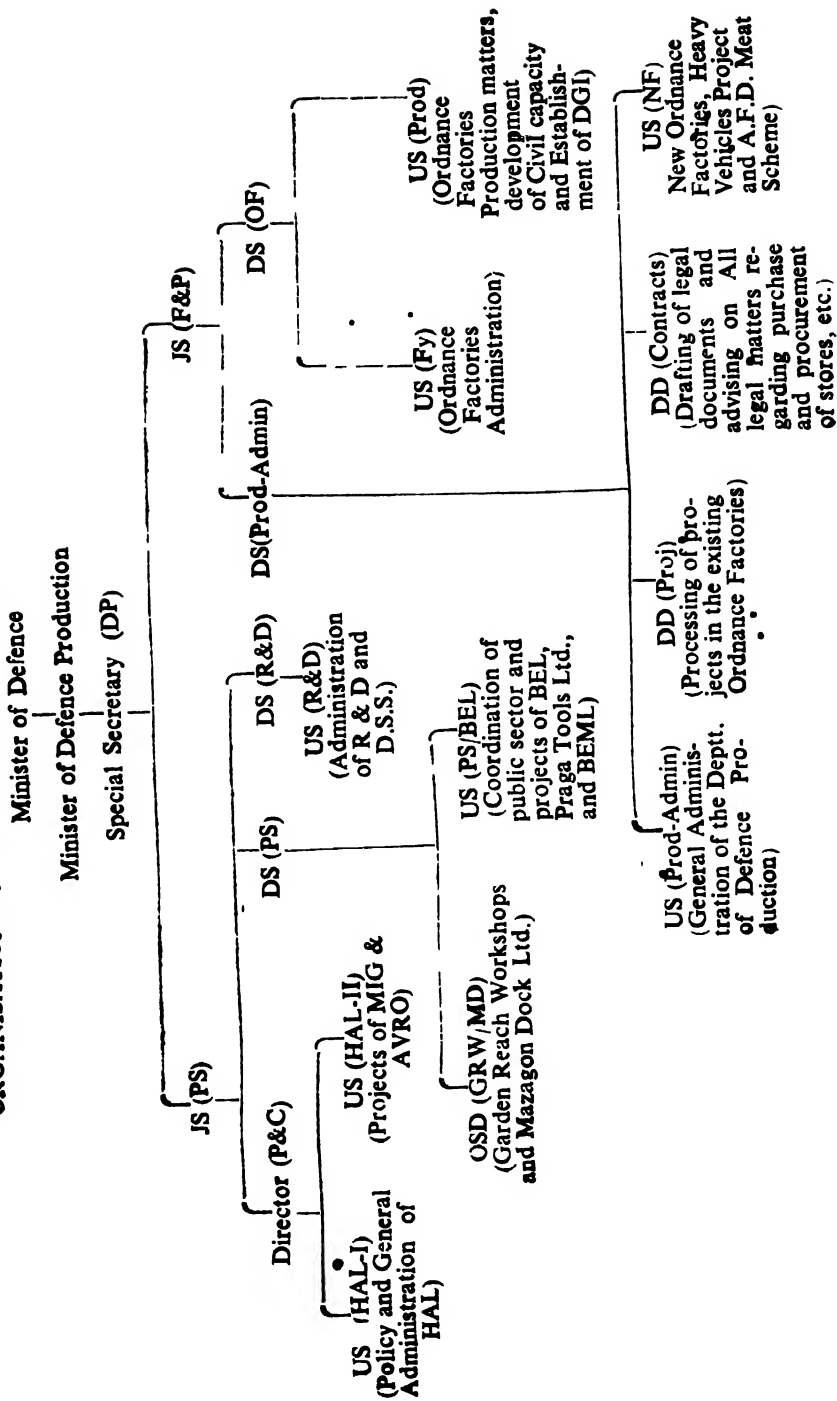 Minister of Defence
Minister of Defence Production
Special Secretary (DP)
JS (PS)
JS (F&P)
Director (P&C)
DS (PS)
DS (R&D)
DS(Prod-Admin)
DS (OF)
US (HAL-I)
(Policy and General
Administration of
HAL)
US (HAL-II)
(Projects of MIG &
AVRO)
US (R&D)
(Administration
of R & D and
D.S.S.)
US (Fy)
(Ordnance
Factories
Administration)
US (Prod)
(Ordnance
Factories
Production matters,
development
of Civil capacity
and Establish-
ment of DGI)
OSD (GRW/MD)
(Garden Reach Workshops
and Mazagon Dock Ltd.)
US (PS/BEL)
(Coordination of
public sector and
projects of BEL,
Praga Tools Ltd.,
and BEML)
US (Prod-Admin)
(General Adminis-
tration of the Deptt.
of Defence Pro-
duction)
DD (Proj)
(Processing of pro-
jects in the existing
Ordnance Factories)
DD (Contracts)
(Drafting of legal
documents and
advising on All
legal matters re-
garding purchase
and procurement
of stores, etc.)
US (NF)
New Ordnance
Factories, Heavy
Vehicles Project
and A.F.D. Meat
Scheme)